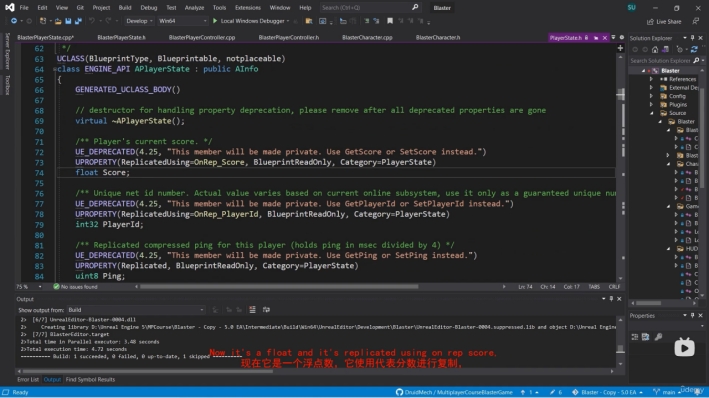 File Edit View Git Project Build Debug Test Analyze Tools Extensions Window Help Search (Ctrl+Q) Blaster SU
Develop Win64 Local Windows Debugger Live Share
BlasterPlayerState.cpp* BlasterPlayerController.cpp BlasterPlayerController.h BlasterCharacter.cpp BlasterCharacter.h PlayerState.h
Server Explorer
Toolbox
62 */
63 UCLASS(BlueprintType, Blueprintable, notplaceable)
64 class ENGINE_API APlayerState : public AInfo
65 {
66 GENERATED_UCLASS_BODY()
67
68 // destructor for handling property deprecation, please remove after all deprecated properties are gone
69 virtual ~APlayerState();
70
71 /** Player's current score. */
72 UE_DEPRECATED(4.25, "This member will be made private. Use GetScore or SetScore instead.")
73 UPROPERTY(ReplicatedUsing=OnRep_Score, BlueprintReadOnly, Category=PlayerState)
74 float Score;
75
76 /** Unique net id number. Actual value varies based on current online subsystem, use it only as a guaranteed unique num
77 UE_DEPRECATED(4.25, "This member will be made private. Use GetPlayerId or SetPlayerId instead.")
78 UPROPERTY(ReplicatedUsing=OnRep_PlayerId, BlueprintReadOnly, Category=PlayerState)
79 int32 PlayerId;
80
81 /** Replicated compressed ping for this player (holds ping in msec divided by 4) */
82 UE_DEPRECATED(4.25, "This member will be made private. Use GetPing or SetPing instead.")
83 UPROPERTY(Replicated, BlueprintReadOnly, Category=PlayerState)
84 uint8 Ping;
75 % No issues found Ln: 74 Ch: 14 Col: 17 TABS CRLF
Solution Explorer
Search Solution Explorer
Blaster
References
External De
Config
Plugins
Source
Blaster
Blast
Blast
Char
Gam
HUD
Properties
Output
Show output from: Build
2> [6/7] UnrealEditor-Blaster-0004.dll
2> Creating library D:\Unreal Engine 5\MPCourse\Blaster - Copy - 5.0 EA\Intermediate\Build\Win64\UnrealEditor\Development\Blaster\UnrealEditor-Blaster-0004.suppressed.lib and object D:\Unreal Engine
2> [7/7] BlasterEditor.target
2>Total time in Parallel executor: 3.48 seconds
2>Total execution time: 4.72 seconds
========== Build: 1 succeeded, 0 failed, 0 up-to-date, 1 skipped ==========
Now it's a float and it's replicated using on rep score.
现在它是一个浮点数，它使用代表分数进行复制。
Error List Output Find Symbol Results
Ready DruidMech / MultiplayerCourseBlasterGame 1 6 Blaster - Copy - 5.0 EA main